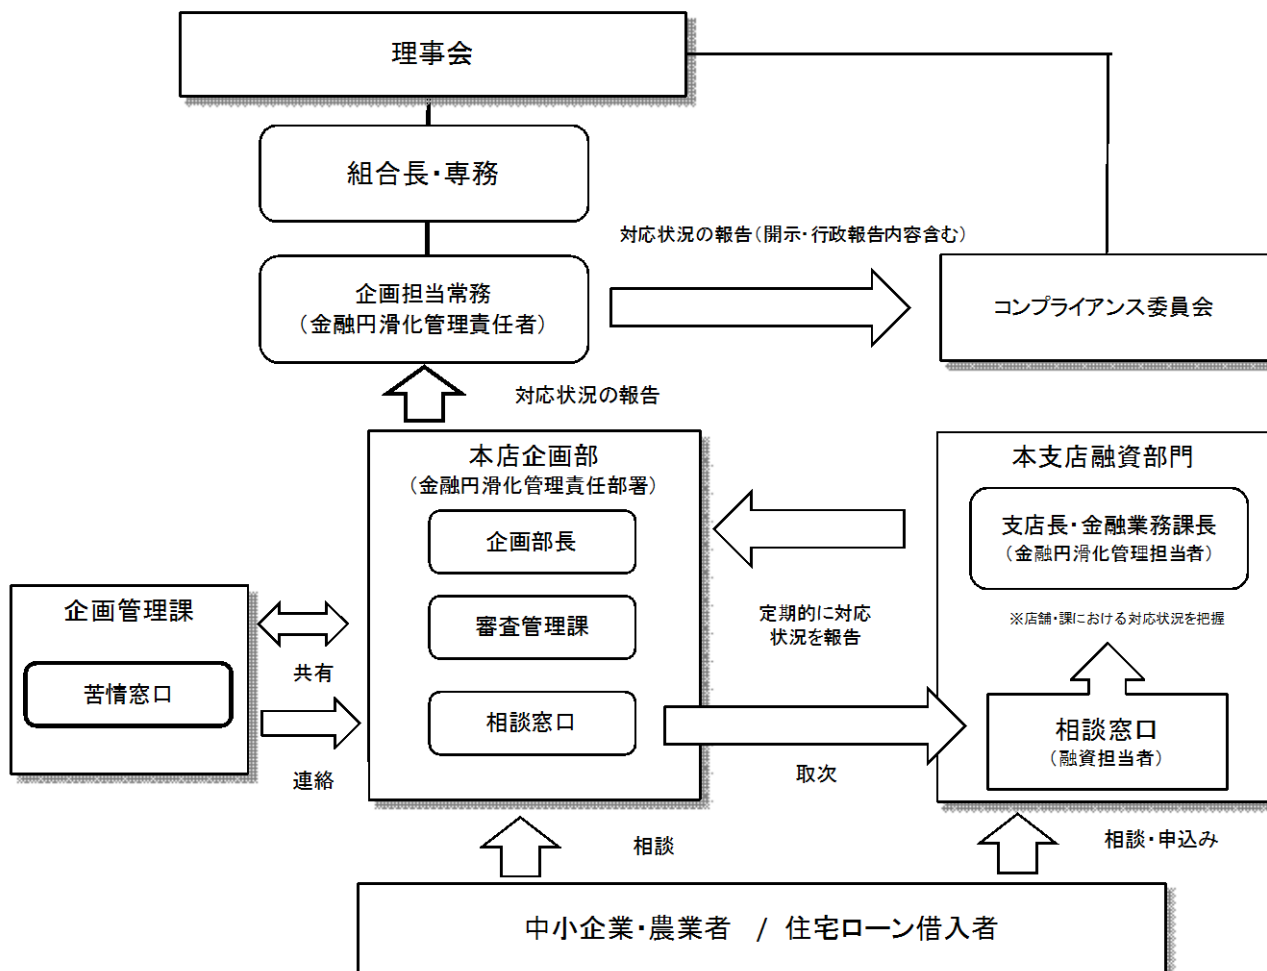 理事会
組合長・専務
対応状況の報告（開示・行政報告内容含む）
企画担当常務
（金融円滑化管理責任者）
コンプライアンス委員会
対応状況の報告
本店企画部
（金融円滑化管理責任部署）
企画部長
審査管理課
相談窓口
本支店融資部門
支店長・金融業務課長
（金融円滑化管理担当者）
※店舗・課における対応状況を把握
定期的に対応
状況を報告
企画管理課
苦情窓口
共有
連絡
取次
相談窓口
（融資担当者）
相談
相談・申込み
中小企業・農業者 / 住宅ローン借入者